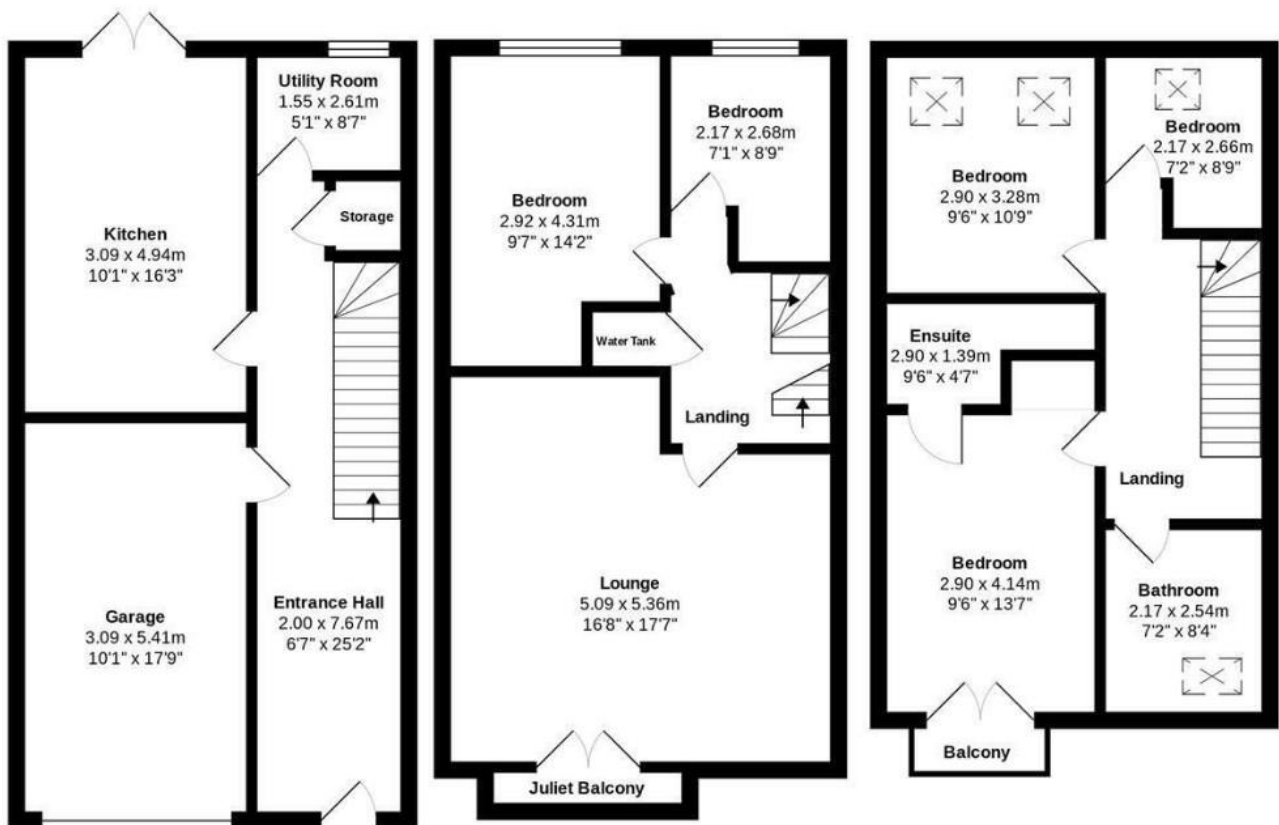 Utility Room
1.55 x 2.61m
5'1" x 8'7"
Storage
Kitchen
3.09 x 4.94m
10'1" x 16'3"
Garage
3.09 x 5.41m
10'1" x 17'9"
Entrance Hall
2.00 x 7.67m
6'7" x 25'2"
Bedroom
2.17 x 2.68m
7'1" x 8'9"
Bedroom
2.92 x 4.31m
9'7" x 14'2"
Water Tank
Landing
Lounge
5.09 x 5.36m
16'8" x 17'7"
Juliet Balcony
Bedroom
2.17 x 2.66m
7'2" x 8'9"
Bedroom
2.90 x 3.28m
9'6" x 10'9"
Ensuite
2.90 x 1.39m
9'6" x 4'7"
Landing
Bedroom
2.90 x 4.14m
9'6" x 13'7"
Bathroom
2.17 x 2.54m
7'2" x 8'4"
Balcony